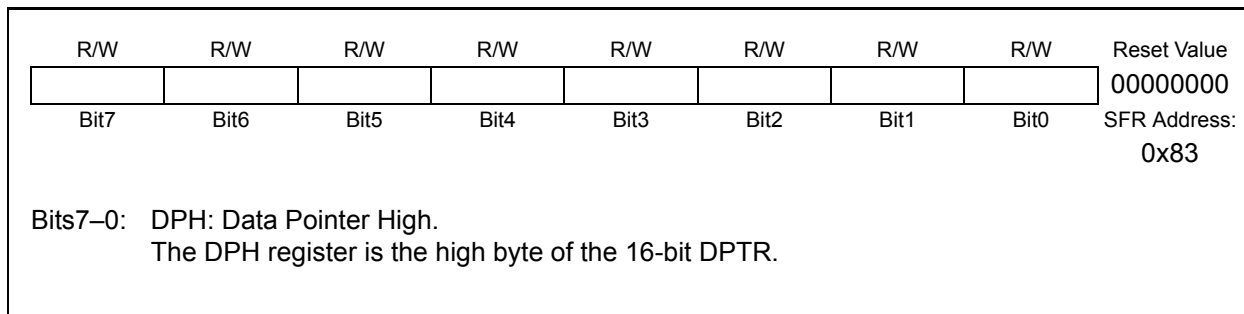 R/W R/W R/W R/W R/W R/W R/W R/W Reset Value
00000000
Bit7 Bit6 Bit5 Bit4 Bit3 Bit2 Bit1 Bit0 SFR Address:
0x83
Bits7–0: DPH: Data Pointer High.
The DPH register is the high byte of the 16-bit DPTR.